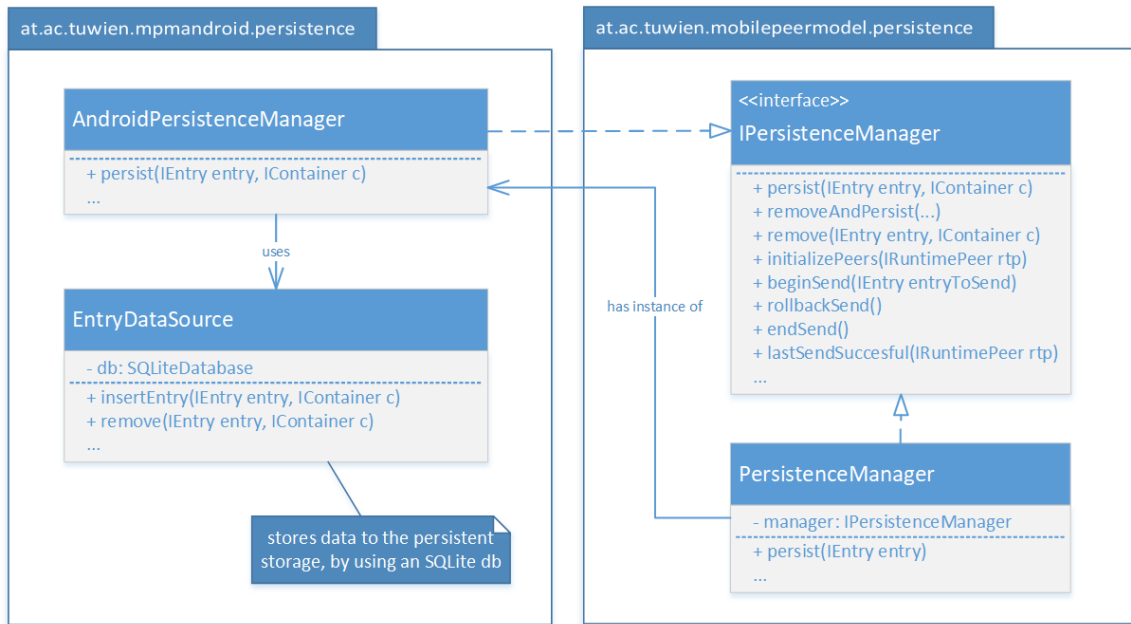 at.ac.tuwien.mpmandroid.persistence
AndroidPersistenceManager
+ persist(IEntry entry, IContainer c)
...
uses
EntryDataSource
- db: SQLiteDatabase
+ insertEntry(IEntry entry, IContainer c)
+ remove(IEntry entry, IContainer c)
...
stores data to the persistent
storage, by using an SQLite db
at.ac.tuwien.mobilepeermodel.persistence
<<interface>>
IPersistenceManager
+ persist(IEntry entry, IContainer c)
+ removeAndPersist(...)
+ remove(IEntry entry, IContainer c)
+ initializePeers(IRuntimePeer rtp)
+ beginSend(IEntry entryToSend)
+ rollbackSend()
+ endSend()
+ lastSendSuccesful(IRuntimePeer rtp)
...
has instance of
PersistenceManager
- manager: IPersistenceManager
+ persist(IEntry entry)
...